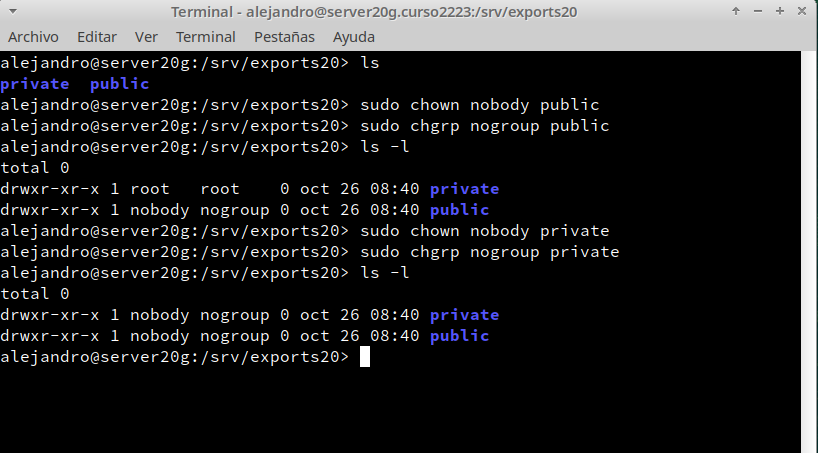 Terminal - alejandro@server20g.curso2223:/srv/exports20
Archivo Editar Ver Terminal Pestañas Ayuda
alejandro@server20g:/srv/exports20> ls
private  public
alejandro@server20g:/srv/exports20> sudo chown nobody public
alejandro@server20g:/srv/exports20> sudo chgrp nogroup public
alejandro@server20g:/srv/exports20> ls -l
total 0
drwxr-xr-x 1 root   root    0 oct 26 08:40 private
drwxr-xr-x 1 nobody nogroup 0 oct 26 08:40 public
alejandro@server20g:/srv/exports20> sudo chown nobody private
alejandro@server20g:/srv/exports20> sudo chgrp nogroup private
alejandro@server20g:/srv/exports20> ls -l
total 0
drwxr-xr-x 1 nobody nogroup 0 oct 26 08:40 private
drwxr-xr-x 1 nobody nogroup 0 oct 26 08:40 public
alejandro@server20g:/srv/exports20>